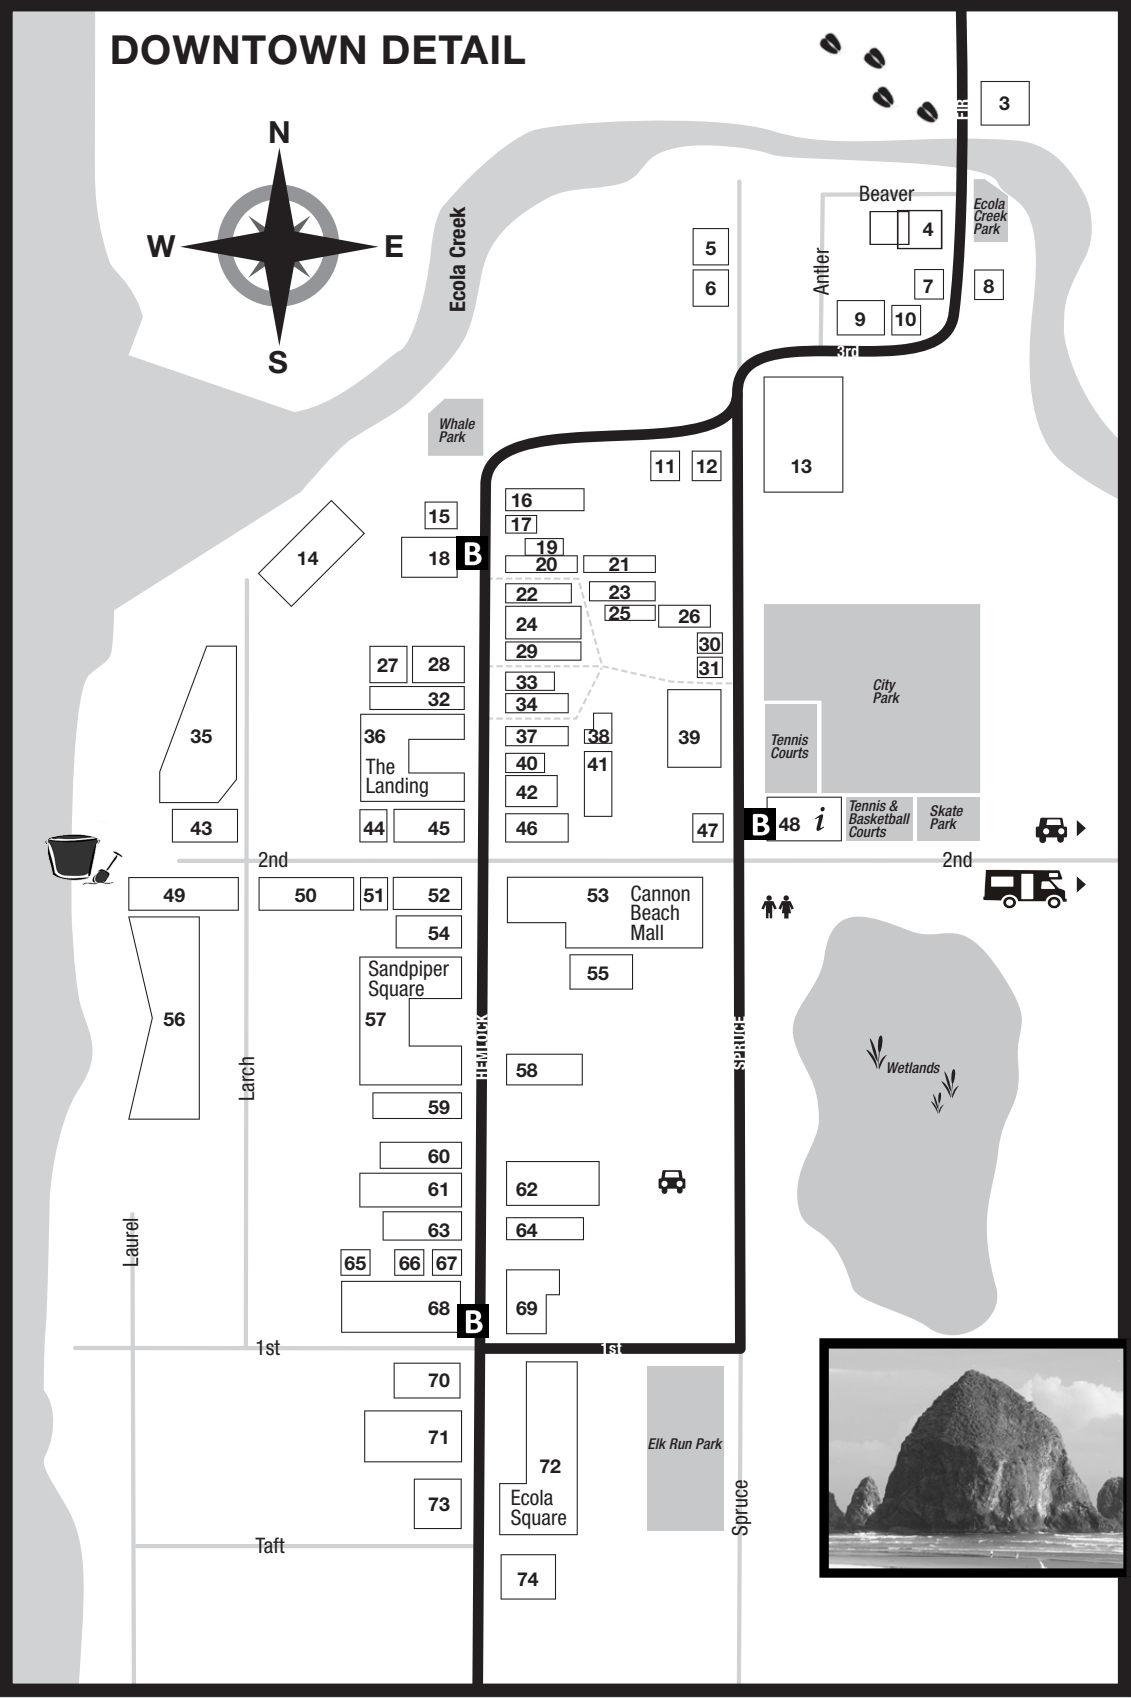 DOWNTOWN DETAIL
N
W
E
S
Ecola Creek
FIR
3
Beaver
4
Ecola
Creek
Park
5
6
Antler
7
8
9
10
3rd
Whale
Park
11
12
13
14
15
16
17
18
B
19
20
21
22
23
24
25
26
27
28
29
30
31
32
33
34
35
36
The
Landing
37
38
39
40
41
42
City
Park
Tennis
Courts
43
44
45
46
47
B
48
i
Tennis &
Basketball
Courts
Skate
Park
2nd
2nd
49
50
51
52
53
Cannon
Beach
Mall
54
55
Sandpiper
Square
56
57
HEMLOCK
SPRUCE
58
Larch
Wetlands
59
60
61
62
63
64
Laurel
65
66
67
68
B
69
1st
1st
70
71
72
Ecola
Square
Elk Run Park
73
Spruce
Taft
74